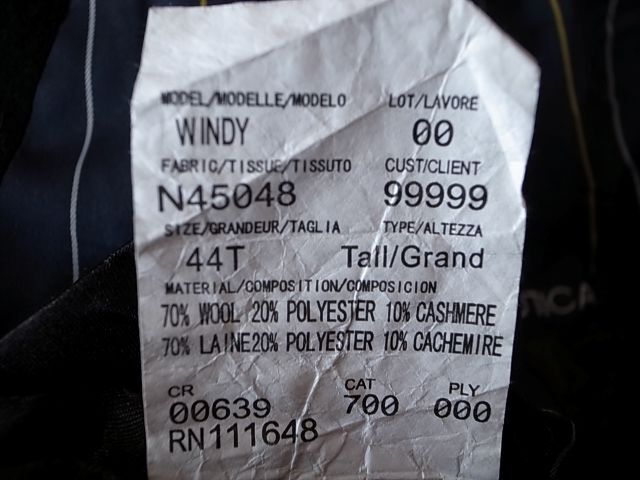 MODEL/MODELLE/MODELO LOT/LAVORE
WINDY 00
FABRIC/TISSUE/TISSUTO CUST/CLIENT
N45048 99999
SIZE/GRANDEUR/TAGLIA TYPE/ALTEZZA
44T Tall/Grand
MATERIAL/COMPOSITION/COMPOSICION
70% WOOL 20% POLYESTER 10% CASHMERE
70% LAINE20% POLYESTER 10% CACHEMIRE
CR CAT PLY
00639 700 000
RN111648